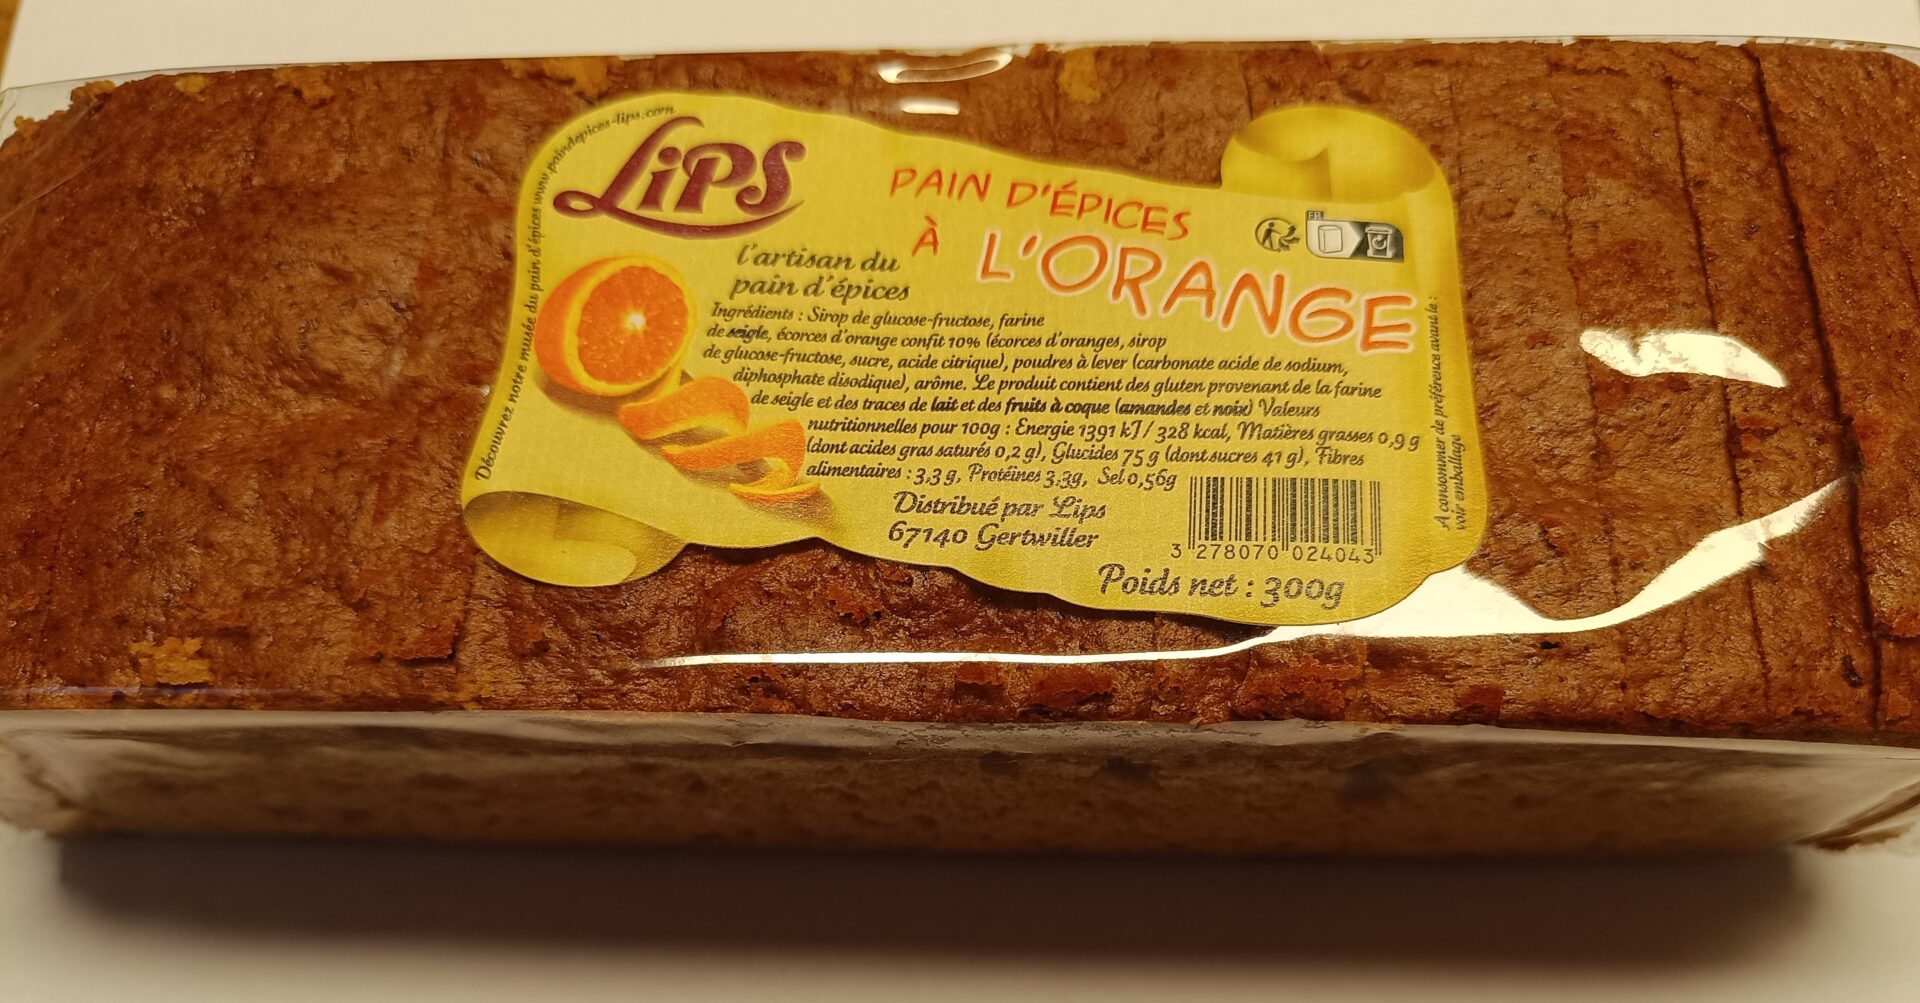 Découvrez notre musée du pain d'épices www.paindepices-lips.com
LiPS
l'artisan du
pain d'épices
PAIN D'ÉPICES
À L'ORANGE
FR
Ingrédients : Sirop de glucose-fructose, farine
de seigle, écorces d'orange confit 10% (écorces d'oranges, sirop
de glucose-fructose, sucre, acide citrique), poudres à lever (carbonate acide de sodium,
diphosphate disodique), arôme. Le produit contient des gluten provenant de la farine
de seigle et des traces de lait et des fruits à coque (amandes et noix) Valeurs
nutritionnelles pour 100g : Energie 1391 kJ / 328 kcal, Matières grasses 0,9 g
(dont acides gras saturés 0,2 g), Glucides 75 g (dont sucres 41 g), Fibres
alimentaires : 3,3 g, Protéines 3,3g, Sel 0,56g
Distribué par Lips
67140 Gertwiller
3 278070 024043
Poids net : 300g
A consommer de préférence avant le :
voir emballage